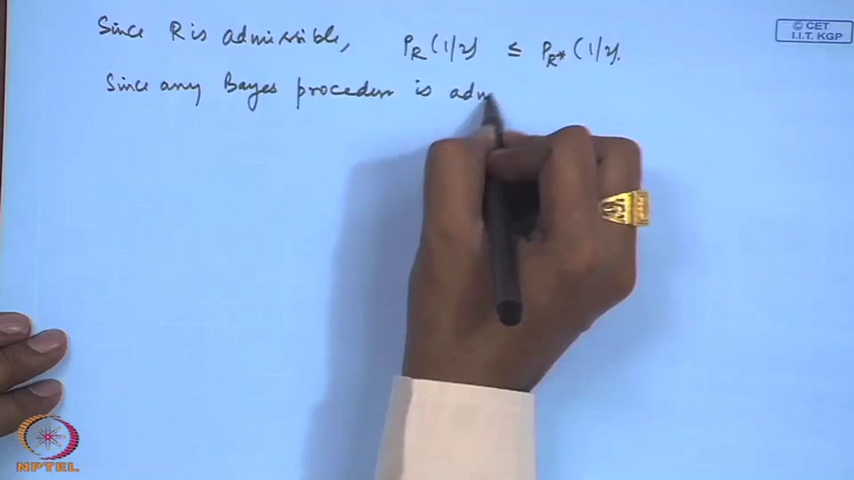 Since R is admissible, P_R(1/2) ≤ P_R*(1/2).
Since any Bayes procedure is adm
© CET
I.I.T. KGP
NPTEL